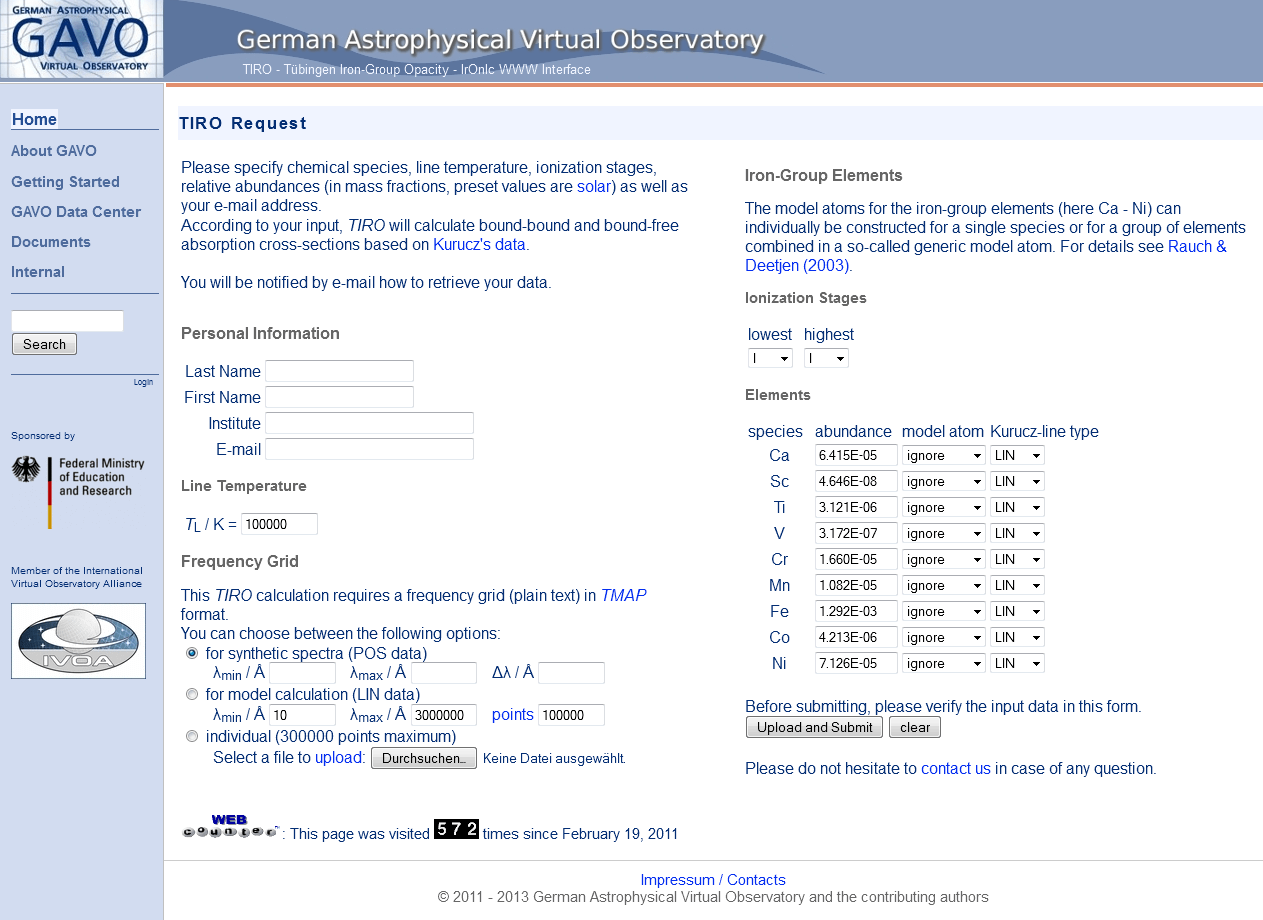 GERMAN ASTROPHYSICAL
GAVO
VIRTUAL OBSERVATORY
German Astrophysical Virtual Observatory
TIRO - Tübingen Iron-Group Opacity - IrOnIc WWW Interface
Home
About GAVO
Getting Started
GAVO Data Center
Documents
Internal
Search
Login
Sponsored by
Federal Ministry
of Education
and Research
Member of the International
Virtual Observatory Alliance
IVOA
TIRO Request
Please specify chemical species, line temperature, ionization stages,
relative abundances (in mass fractions, preset values are solar) as well as
your e-mail address.
According to your input, TIRO will calculate bound-bound and bound-free
absorption cross-sections based on Kurucz's data.
You will be notified by e-mail how to retrieve your data.
Personal Information
Last Name
First Name
Institute
E-mail
Line Temperature
TL / K = 100000
Frequency Grid
This TIRO calculation requires a frequency grid (plain text) in TMAP
format.
You can choose between the following options:
for synthetic spectra (POS data)
λmin / Å λmax / Å Δλ / Å
for model calculation (LIN data)
λmin / Å 10 λmax / Å 3000000 points 100000
individual (300000 points maximum)
Select a file to upload: Durchsuchen... Keine Datei ausgewählt.
WEB
counter™: This page was visited 572 times since February 19, 2011
Iron-Group Elements
The model atoms for the iron-group elements (here Ca - Ni) can
individually be constructed for a single species or for a group of elements
combined in a so-called generic model atom. For details see Rauch &
Deetjen (2003).
Ionization Stages
lowest highest
I I
Elements
species abundance model atom Kurucz-line type
Ca 6.415E-05 ignore LIN
Sc 4.646E-08 ignore LIN
Ti 3.121E-06 ignore LIN
V 3.172E-07 ignore LIN
Cr 1.660E-05 ignore LIN
Mn 1.082E-05 ignore LIN
Fe 1.292E-03 ignore LIN
Co 4.213E-06 ignore LIN
Ni 7.126E-05 ignore LIN
Before submitting, please verify the input data in this form.
Upload and Submit clear
Please do not hesitate to contact us in case of any question.
Impressum / Contacts
© 2011 - 2013 German Astrophysical Virtual Observatory and the contributing authors